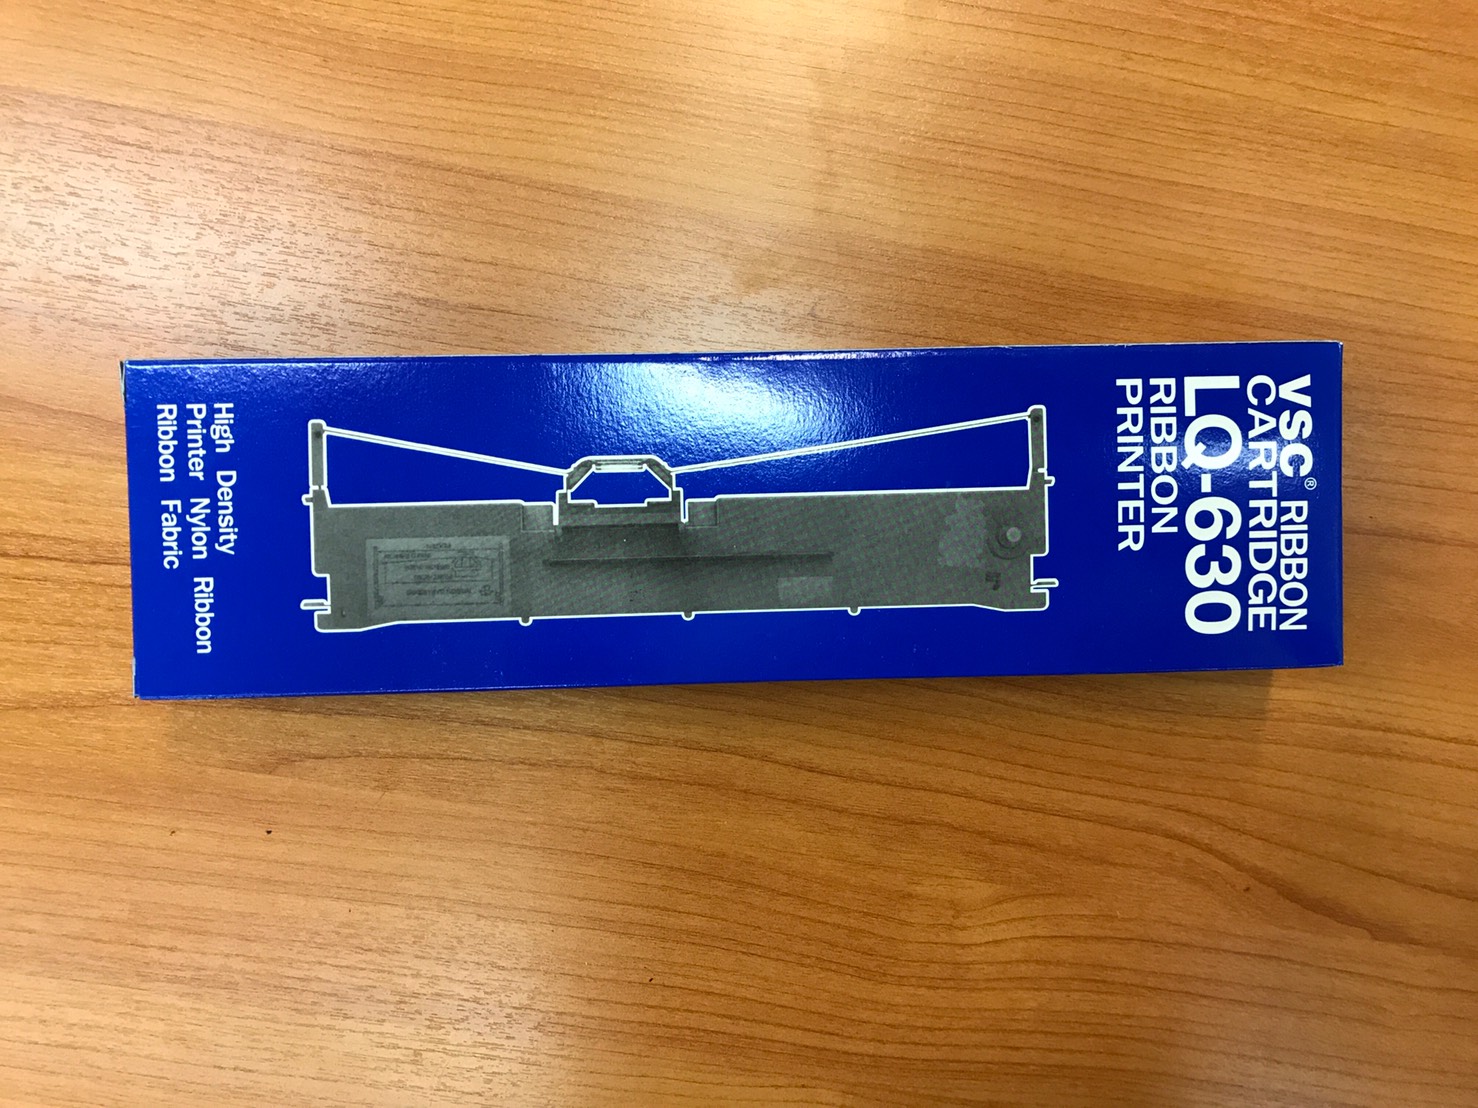 VSC® RIBBON
CARTRIDGE
LQ-630
RIBBON
PRINTER
High Density
Printer Nylon Ribbon
Ribbon Fabric